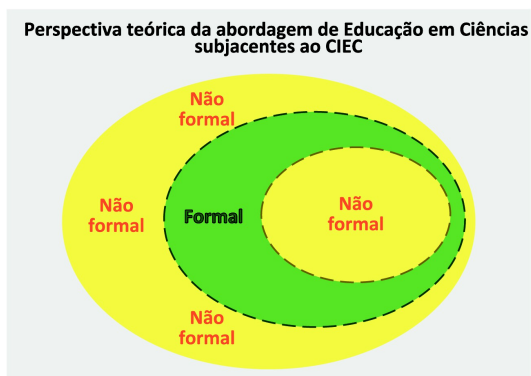 Perspectiva teórica da abordagem de Educação em Ciências
subjacentes ao CIEC
Não
formal
Não
formal
Formal
Não
formal
Não
formal